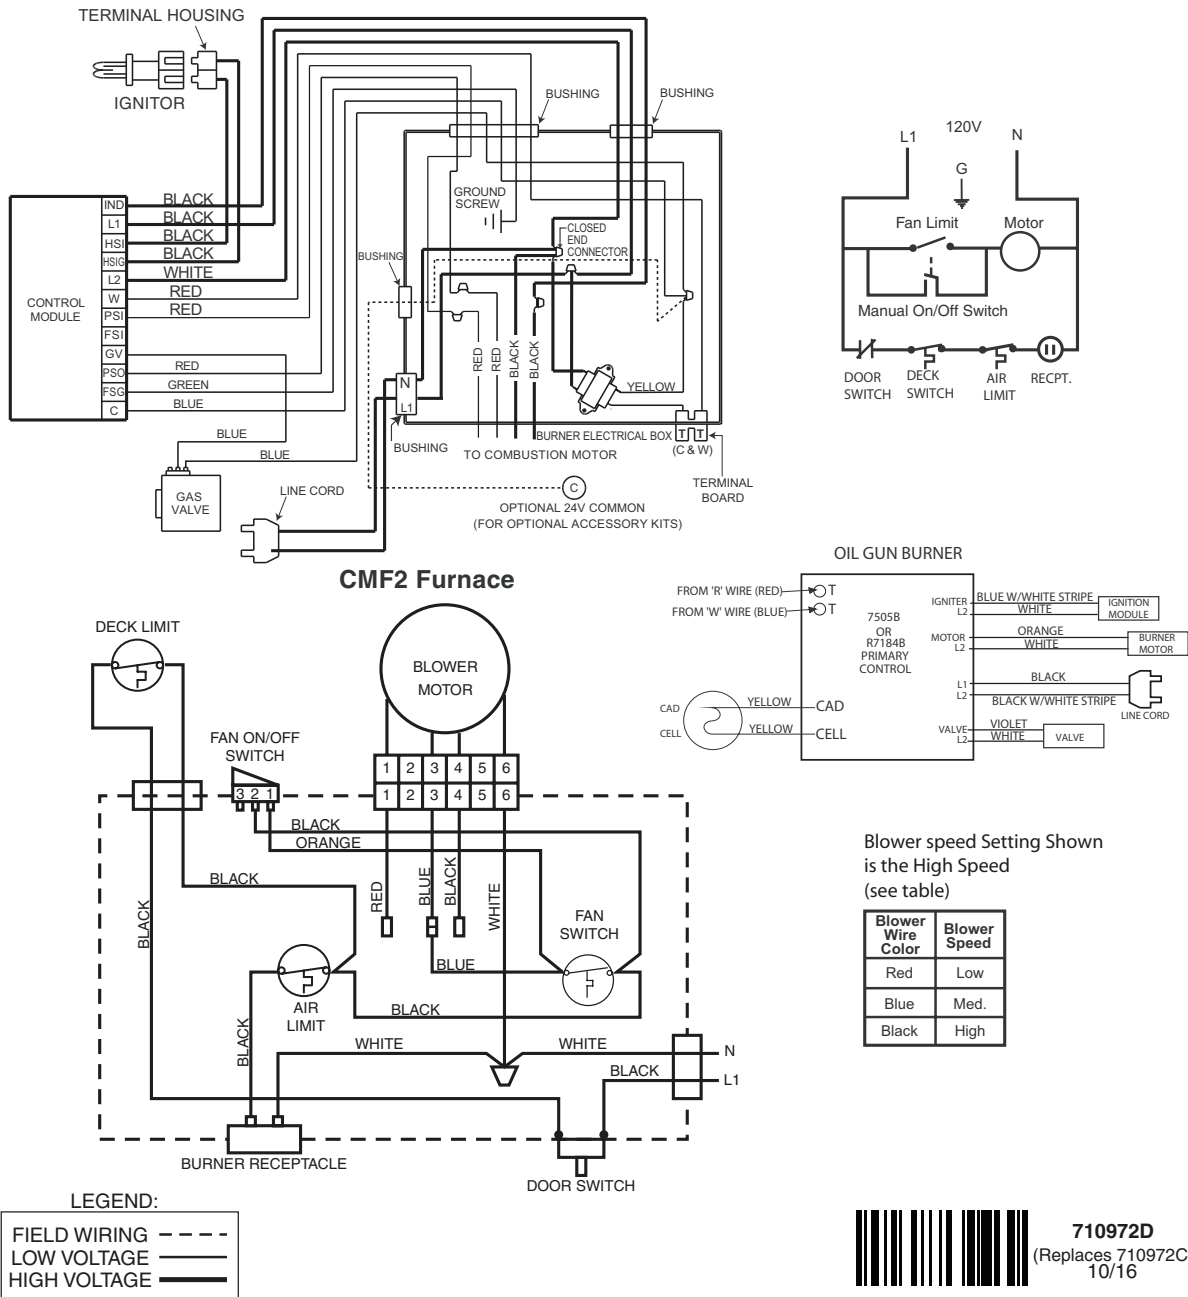 TERMINAL HOUSING
IGNITOR
BUSHING
BUSHING
GROUND
SCREW
CLOSED
END
CONNECTOR
BUSHING
CONTROL
MODULE
IND
L1
HSI
HSIG
L2
W
PSI
FSI
GV
PSO
FSG
C
BLACK
BLACK
BLACK
BLACK
WHITE
RED
RED
RED
GREEN
BLUE
BLUE
BLUE
GAS
VALVE
LINE CORD
N
L1
BUSHING
RED
RED
BLACK
BLACK
YELLOW
TO COMBUSTION MOTOR
BURNER ELECTRICAL BOX
T T
(C & W)
TERMINAL
BOARD
C
OPTIONAL 24V COMMON
(FOR OPTIONAL ACCESSORY KITS)
L1
120V
N
G
Fan Limit
Motor
Manual On/Off Switch
DOOR
SWITCH
DECK
SWITCH
AIR
LIMIT
RECPT.
CMF2 Furnace
OIL GUN BURNER
FROM 'R' WIRE (RED)
T
FROM 'W' WIRE (BLUE)
T
7505B
OR
R7184B
PRIMARY
CONTROL
IGNITER
L2
BLUE W/WHITE STRIPE
WHITE
IGNITION
MODULE
MOTOR
L2
ORANGE
WHITE
BURNER
MOTOR
L1
L2
BLACK
BLACK W/WHITE STRIPE
LINE CORD
VALVE
L2
VIOLET
WHITE
VALVE
CAD
CELL
YELLOW
YELLOW
CAD
CELL
DECK LIMIT
BLOWER
MOTOR
FAN ON/OFF
SWITCH
3 2 1
1 2 3 4 5 6
1 2 3 4 5 6
BLACK
ORANGE
BLACK
BLACK
RED
BLUE
BLACK
WHITE
FAN
SWITCH
BLUE
AIR
LIMIT
BLACK
BLACK
WHITE
WHITE
N
BLACK
L1
BURNER RECEPTACLE
DOOR SWITCH
Blower speed Setting Shown
is the High Speed
(see table)
Blower
Wire
Color
Blower
Speed
Red Low
Blue Med.
Black High
LEGEND:
FIELD WIRING
LOW VOLTAGE
HIGH VOLTAGE
710972D
(Replaces 710972C
10/16